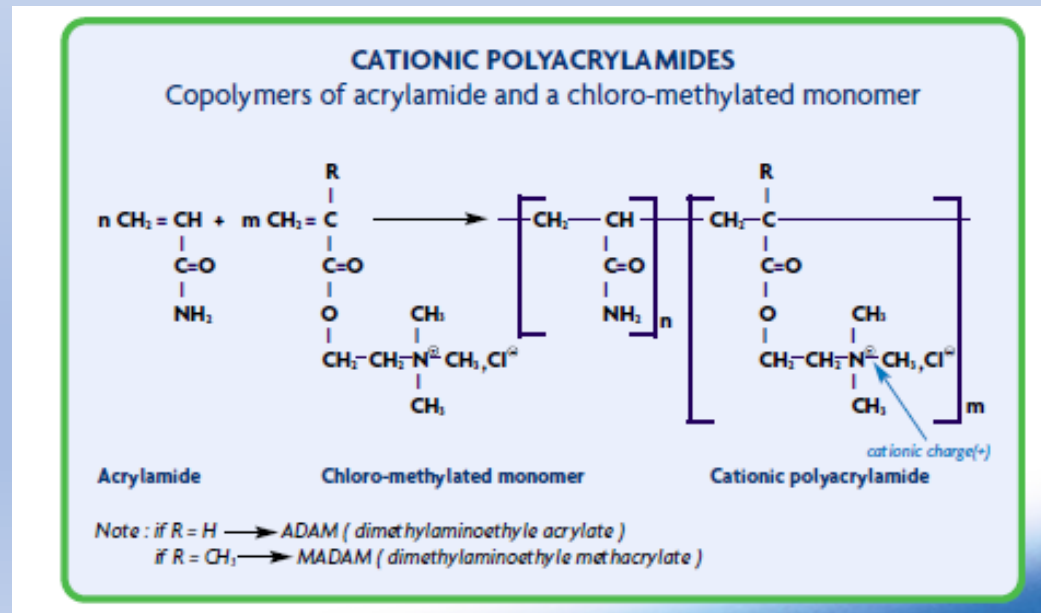 CATIONIC POLYACRYLAMIDES
Copolymers of acrylamide and a chloro-methylated monomer
R R
n CH₂ = CH + m CH₂ = C CH₂ CH CH₂ C
C=O C=O C=O C=O
NH₂ O CH₃ NH₂ n O CH₃
CH₂-CH₂-N⊕ CH₃,Cl⊖ CH₂-CH₂-N⊕-CH₃,Cl⊖
CH₃ CH₃ m
cationic charge(+)
Acrylamide Chloro-methylated monomer Cationic polyacrylamide
Note : if R = H → ADAM ( dimethylaminoethyle acrylate )
if R = CH₃ → MADAM ( dimethylaminoethyle methacrylate )